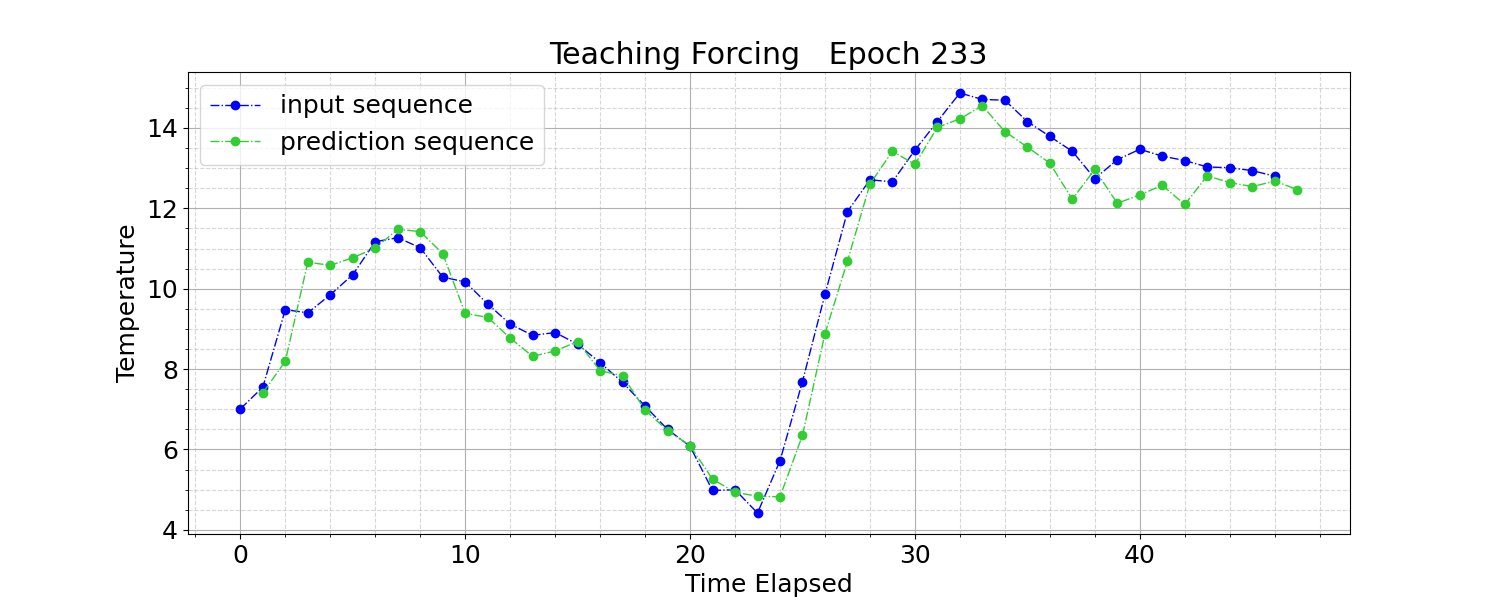 Teaching Forcing   Epoch 233
input sequence
prediction sequence
14
12
10
8
6
4
Temperature
0 10 20 30 40
Time Elapsed